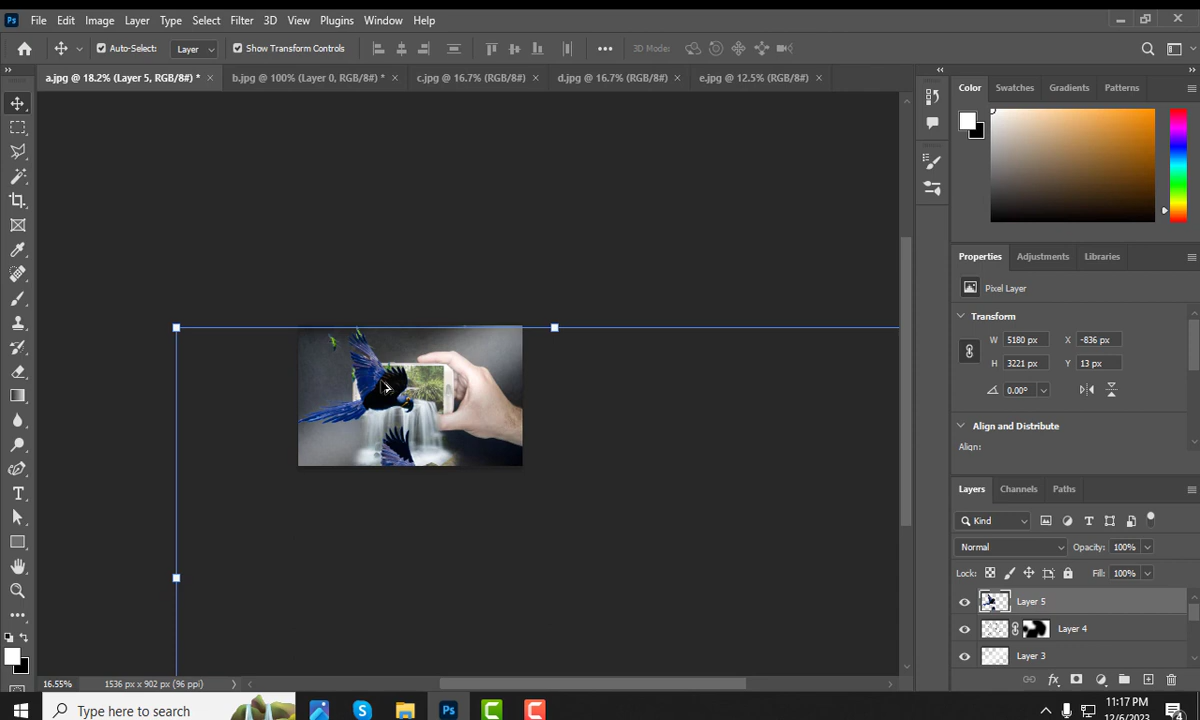 Ps File Edit Image Layer Type Select Filter 3D View Plugins Window Help
Auto-Select: Layer Show Transform Controls 3D Mode:
a.jpg @ 18.2% (Layer 5, RGB/8#) * b.jpg @ 100% (Layer 0, RGB/8#) * c.jpg @ 16.7% (RGB/8#) d.jpg @ 16.7% (RGB/8#) e.jpg @ 12.5% (RGB/8#)
Color Swatches Gradients Patterns
Properties Adjustments Libraries
Pixel Layer
Transform
W 5180 px X -836 px
H 3221 px Y 13 px
0.00°
Align and Distribute
Align:
Layers Channels Paths
Kind
Normal Opacity: 100%
Lock: Fill: 100%
Layer 5
Layer 4
Layer 3
16.55% 1536 px x 902 px (96 ppi)
Type here to search
Ps
11:17 PM
12/6/2023
4